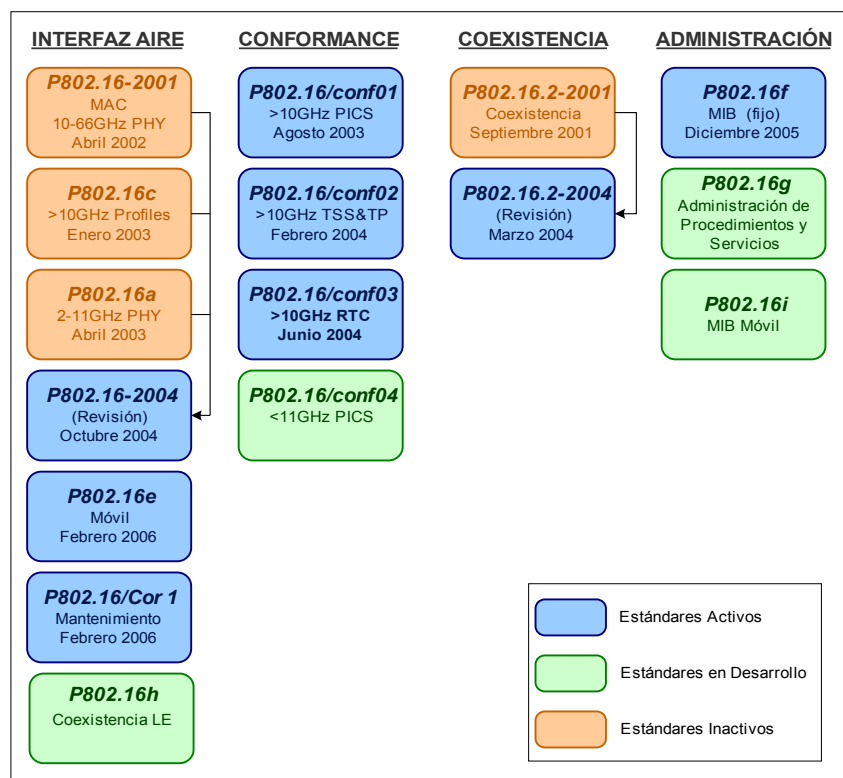 INTERFAZ AIRE
P802.16-2001
MAC
10-66GHz PHY
Abril 2002
P802.16c
>10GHz Profiles
Enero 2003
P802.16a
2-11GHz PHY
Abril 2003
P802.16-2004
(Revisión)
Octubre 2004
P802.16e
Móvil
Febrero 2006
P802.16/Cor 1
Mantenimiento
Febrero 2006
P802.16h
Coexistencia LE
CONFORMANCE
P802.16/conf01
>10GHz PICS
Agosto 2003
P802.16/conf02
>10GHz TSS&TP
Febrero 2004
P802.16/conf03
>10GHz RTC
Junio 2004
P802.16/conf04
<11GHz PICS
COEXISTENCIA
P802.16.2-2001
Coexistencia
Septiembre 2001
P802.16.2-2004
(Revisión)
Marzo 2004
ADMINISTRACIÓN
P802.16f
MIB (fijo)
Diciembre 2005
P802.16g
Administración de
Procedimientos y
Servicios
P802.16i
MIB Móvil
Estándares Activos
Estándares en Desarrollo
Estándares Inactivos